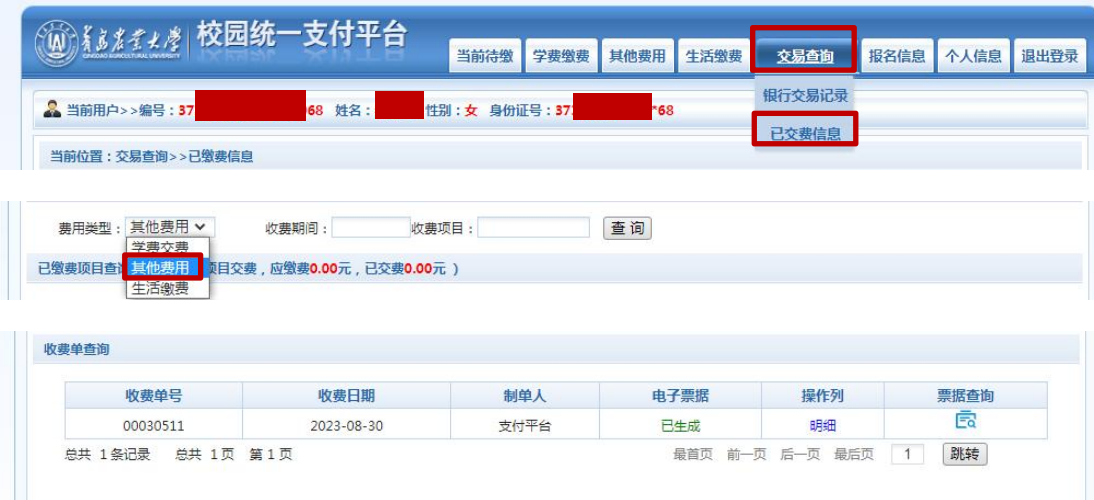 青岛农业大学 校园统一支付平台
QINGDAO AGRICULTURAL UNIVERSITY
当前待缴 学费缴费 其他费用 生活缴费 交易查询 报名信息 个人信息 退出登录
银行交易记录
已交费信息
当前用户>>编号：37 068 姓名： 性别：女 身份证号：37 *68
当前位置：交易查询>>已缴费信息
费用类型： 其他费用 收费期间： 收费项目： 查 询
学费交费
其他费用
生活缴费
已缴费项目查 项目交费，应缴费0.00元，已交费0.00元 ）
收费单查询
收费单号 收费日期 制单人 电子票据 操作列 票据查询
00030511 2023-08-30 支付平台 已生成 明细
总共 1条记录 总共 1页 第1页 最首页 前一页 后一页 最后页 1 跳转